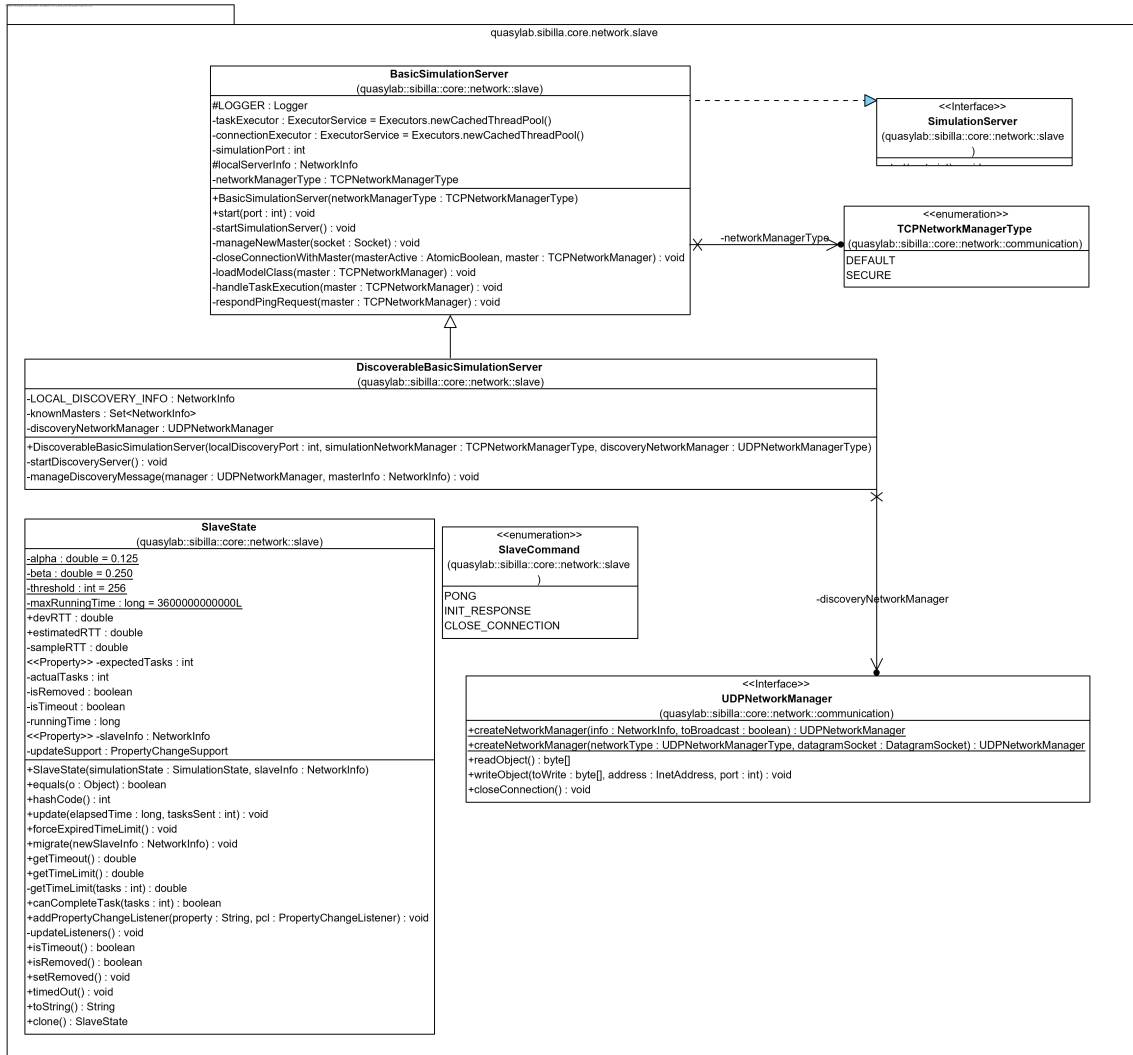 quasylab.sibilla.core.network.slave
BasicSimulationServer
(quasylab::sibilla::core::network::slave)
#LOGGER : Logger
-taskExecutor : ExecutorService = Executors.newCachedThreadPool()
-connectionExecutor : ExecutorService = Executors.newCachedThreadPool()
-simulationPort : int
#localServerInfo : NetworkInfo
-networkManagerType : TCPNetworkManagerType
+BasicSimulationServer(networkManagerType : TCPNetworkManagerType)
+start(port : int) : void
-startSimulationServer() : void
-manageNewMaster(socket : Socket) : void
-closeConnectionWithMaster(masterActive : AtomicBoolean, master : TCPNetworkManager) : void
-loadModelClass(master : TCPNetworkManager) : void
-handleTaskExecution(master : TCPNetworkManager) : void
-respondPingRequest(master : TCPNetworkManager) : void
<<Interface>>
SimulationServer
(quasylab::sibilla::core::network::slave
)
-networkManagerType
<<enumeration>>
TCPNetworkManagerType
(quasylab::sibilla::core::network::communication)
DEFAULT
SECURE
DiscoverableBasicSimulationServer
(quasylab::sibilla::core::network::slave)
-LOCAL_DISCOVERY_INFO : NetworkInfo
-knownMasters : Set<NetworkInfo>
-discoveryNetworkManager : UDPNetworkManager
+DiscoverableBasicSimulationServer(localDiscoveryPort : int, simulationNetworkManager : TCPNetworkManagerType, discoveryNetworkManager : UDPNetworkManagerType)
-startDiscoveryServer() : void
-manageDiscoveryMessage(manager : UDPNetworkManager, masterInfo : NetworkInfo) : void
SlaveState
(quasylab::sibilla::core::network::slave)
-alpha : double = 0.125
-beta : double = 0.250
-threshold : int = 256
-maxRunningTime : long = 3600000000000L
+devRTT : double
+estimatedRTT : double
-sampleRTT : double
<<Property>> -expectedTasks : int
-actualTasks : int
-isRemoved : boolean
-isTimeout : boolean
-runningTime : long
<<Property>> -slaveInfo : NetworkInfo
-updateSupport : PropertyChangeSupport
+SlaveState(simulationState : SimulationState, slaveInfo : NetworkInfo)
+equals(o : Object) : boolean
+hashCode() : int
+update(elapsedTime : long, tasksSent : int) : void
+forceExpiredTimeLimit() : void
+migrate(newSlaveInfo : NetworkInfo) : void
+getTimeout() : double
+getTimeLimit() : double
-getTimeLimit(tasks : int) : double
+canCompleteTask(tasks : int) : boolean
+addPropertyChangeListener(property : String, pcl : PropertyChangeListener) : void
-updateListeners() : void
+isTimeout() : boolean
+isRemoved() : boolean
+setRemoved() : void
+timedOut() : void
+toString() : String
+clone() : SlaveState
<<enumeration>>
SlaveCommand
(quasylab::sibilla::core::network::slave
)
PONG
INIT_RESPONSE
CLOSE_CONNECTION
-discoveryNetworkManager
<<Interface>>
UDPNetworkManager
(quasylab::sibilla::core::network::communication)
+createNetworkManager(info : NetworkInfo, toBroadcast : boolean) : UDPNetworkManager
+createNetworkManager(networkType : UDPNetworkManagerType, datagramSocket : DatagramSocket) : UDPNetworkManager
+readObject() : byte[]
+writeObject(toWrite : byte[], address : InetAddress, port : int) : void
+closeConnection() : void